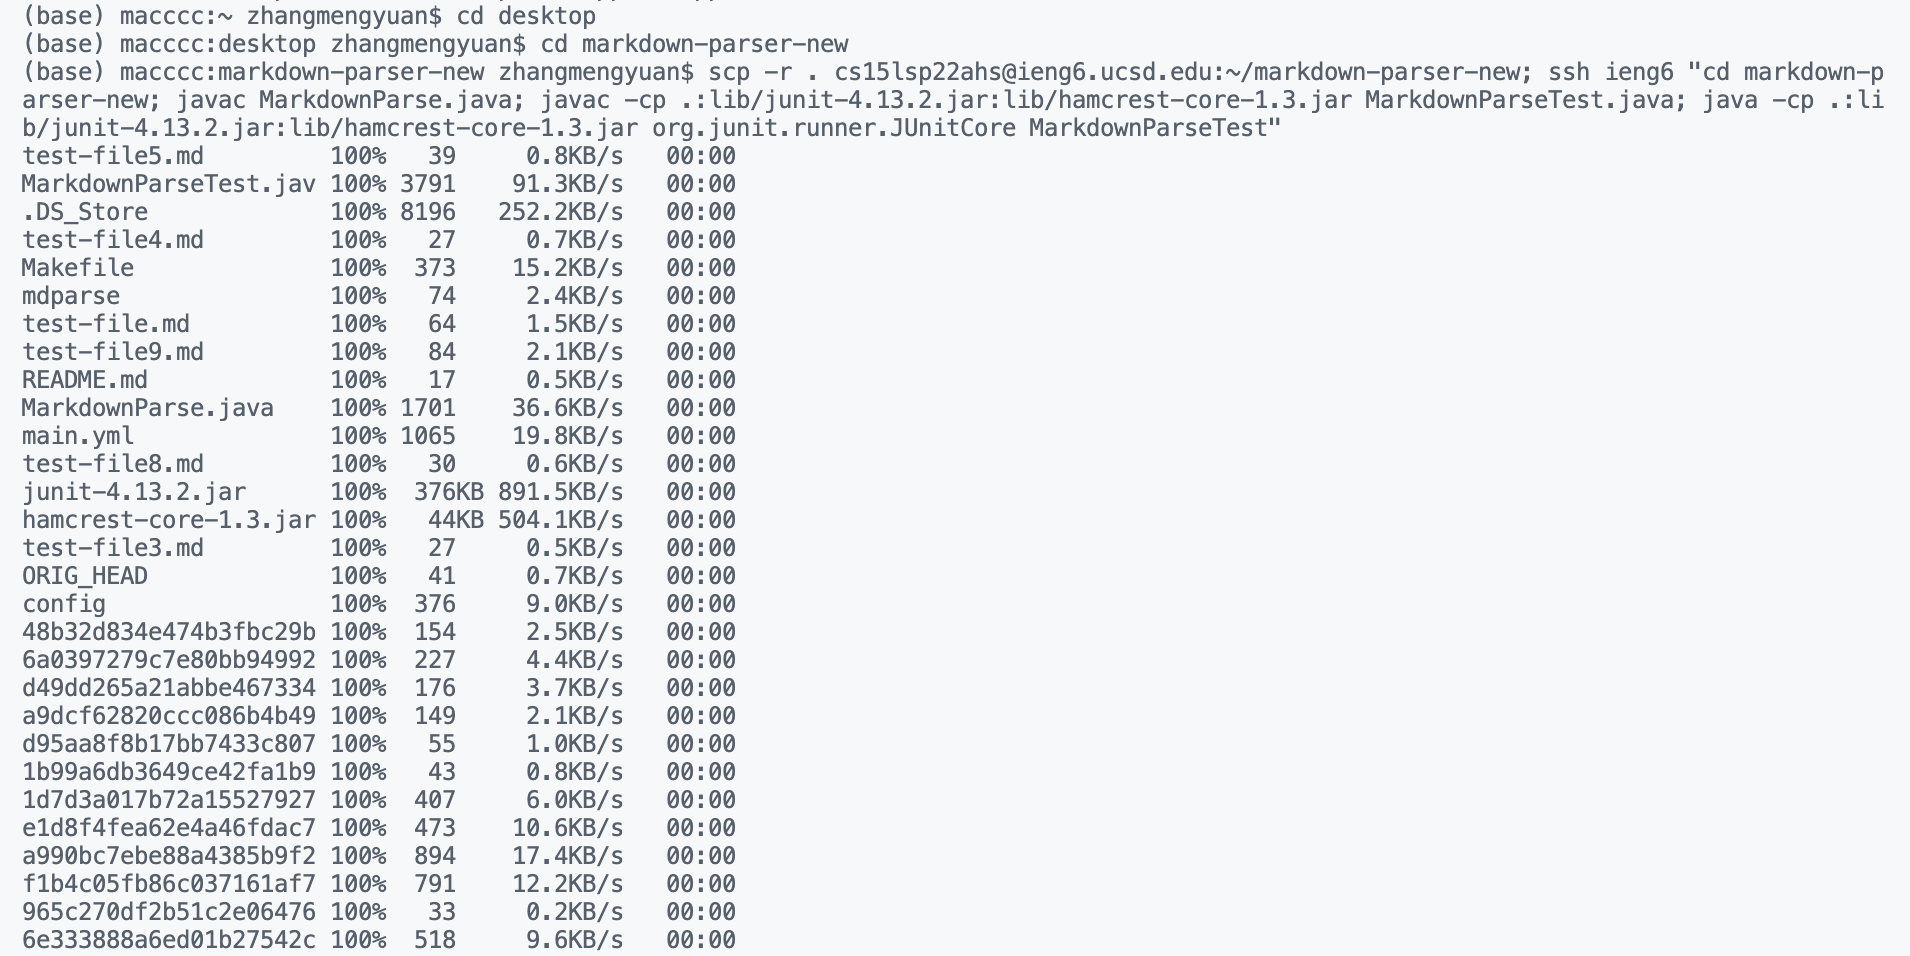 (base) macccc:~ zhangmengyuan$ cd desktop
(base) macccc:desktop zhangmengyuan$ cd markdown-parser-new
(base) macccc:markdown-parser-new zhangmengyuan$ scp -r . cs15lsp22ahs@ieng6.ucsd.edu:~/markdown-parser-new; ssh ieng6 "cd markdown-p
arser-new; javac MarkdownParse.java; javac -cp .:lib/junit-4.13.2.jar:lib/hamcrest-core-1.3.jar MarkdownParseTest.java; java -cp .:li
b/junit-4.13.2.jar:lib/hamcrest-core-1.3.jar org.junit.runner.JUnitCore MarkdownParseTest"
test-file5.md 100% 39 0.8KB/s 00:00
MarkdownParseTest.jav 100% 3791 91.3KB/s 00:00
.DS_Store 100% 8196 252.2KB/s 00:00
test-file4.md 100% 27 0.7KB/s 00:00
Makefile 100% 373 15.2KB/s 00:00
mdparse 100% 74 2.4KB/s 00:00
test-file.md 100% 64 1.5KB/s 00:00
test-file9.md 100% 84 2.1KB/s 00:00
README.md 100% 17 0.5KB/s 00:00
MarkdownParse.java 100% 1701 36.6KB/s 00:00
main.yml 100% 1065 19.8KB/s 00:00
test-file8.md 100% 30 0.6KB/s 00:00
junit-4.13.2.jar 100% 376KB 891.5KB/s 00:00
hamcrest-core-1.3.jar 100% 44KB 504.1KB/s 00:00
test-file3.md 100% 27 0.5KB/s 00:00
ORIG_HEAD 100% 41 0.7KB/s 00:00
config 100% 376 9.0KB/s 00:00
48b32d834e474b3fbc29b 100% 154 2.5KB/s 00:00
6a0397279c7e80bb94992 100% 227 4.4KB/s 00:00
d49dd265a21abbe467334 100% 176 3.7KB/s 00:00
a9dcf62820ccc086b4b49 100% 149 2.1KB/s 00:00
d95aa8f8b17bb7433c807 100% 55 1.0KB/s 00:00
1b99a6db3649ce42fa1b9 100% 43 0.8KB/s 00:00
1d7d3a017b72a15527927 100% 407 6.0KB/s 00:00
e1d8f4fea62e4a46fdac7 100% 473 10.6KB/s 00:00
a990bc7ebe88a4385b9f2 100% 894 17.4KB/s 00:00
f1b4c05fb86c037161af7 100% 791 12.2KB/s 00:00
965c270df2b51c2e06476 100% 33 0.2KB/s 00:00
6e333888a6ed01b27542c 100% 518 9.6KB/s 00:00